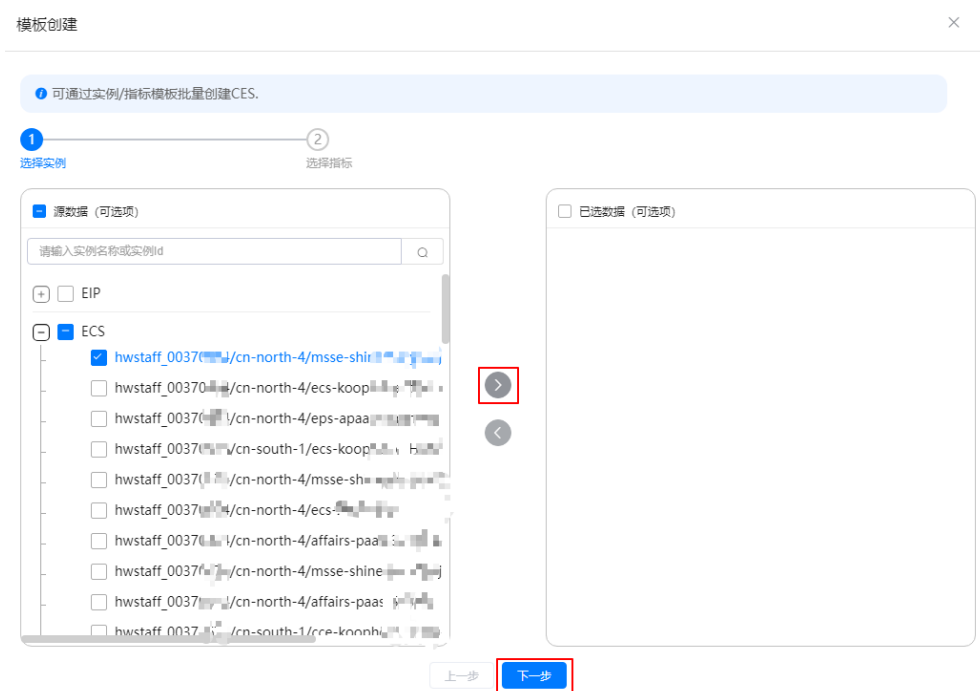 模板创建
可通过实例/指标模板批量创建CES.
1
2
选择实例
选择指标
源数据 (可选项)
请输入实例名称或实例Id
EIP
ECS
hwstaff_0037 /cn-north-4/msse-shin
hwstaff_00370 /cn-north-4/ecs-koop
hwstaff_0037 /cn-north-4/eps-apaa
hwstaff_0037 /cn-south-1/ecs-koop
hwstaff_0037 /cn-north-4/msse-sh
hwstaff_0037 /cn-north-4/ecs-
hwstaff_0037 /cn-north-4/affairs-paa
hwstaff_0037 /cn-north-4/msse-shine
hwstaff_0037 /cn-north-4/affairs-paas
hwstaff_0037 /cn-south-1/cce-kooph
已选数据 (可选项)
上一步
下一步